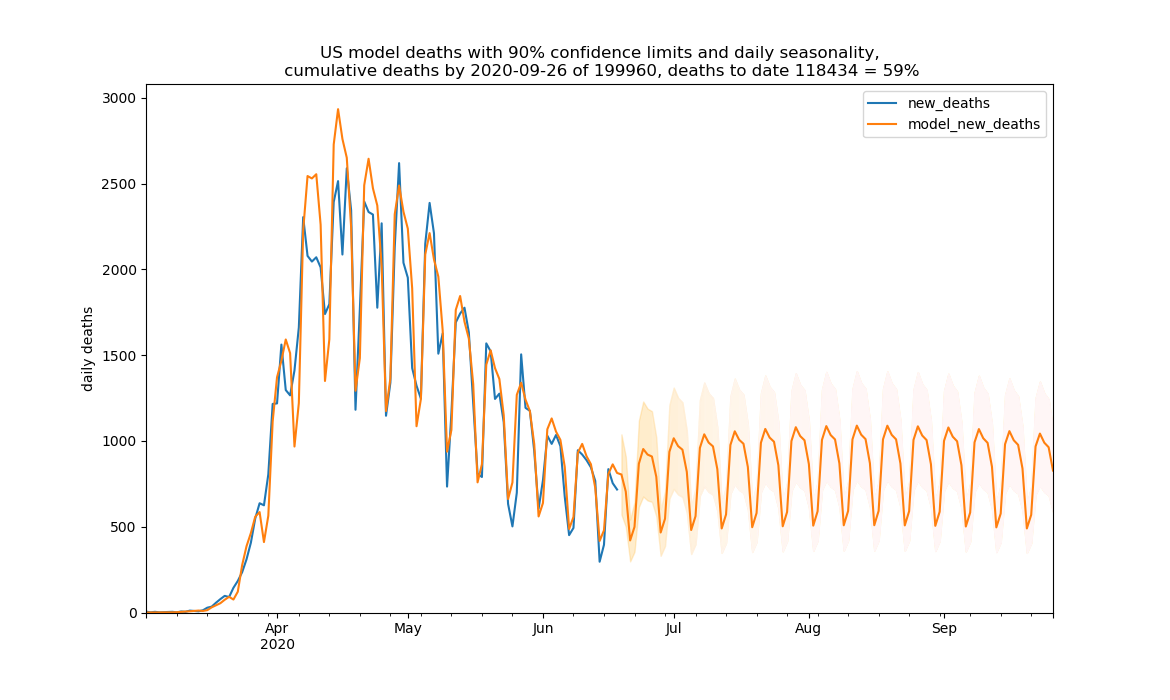 US model deaths with 90% confidence limits and daily seasonality,
cumulative deaths by 2020-09-26 of 199960, deaths to date 118434 = 59%
new_deaths
model_new_deaths
daily deaths
3000
2500
2000
1500
1000
500
0
Apr
2020
May
Jun
Jul
Aug
Sep